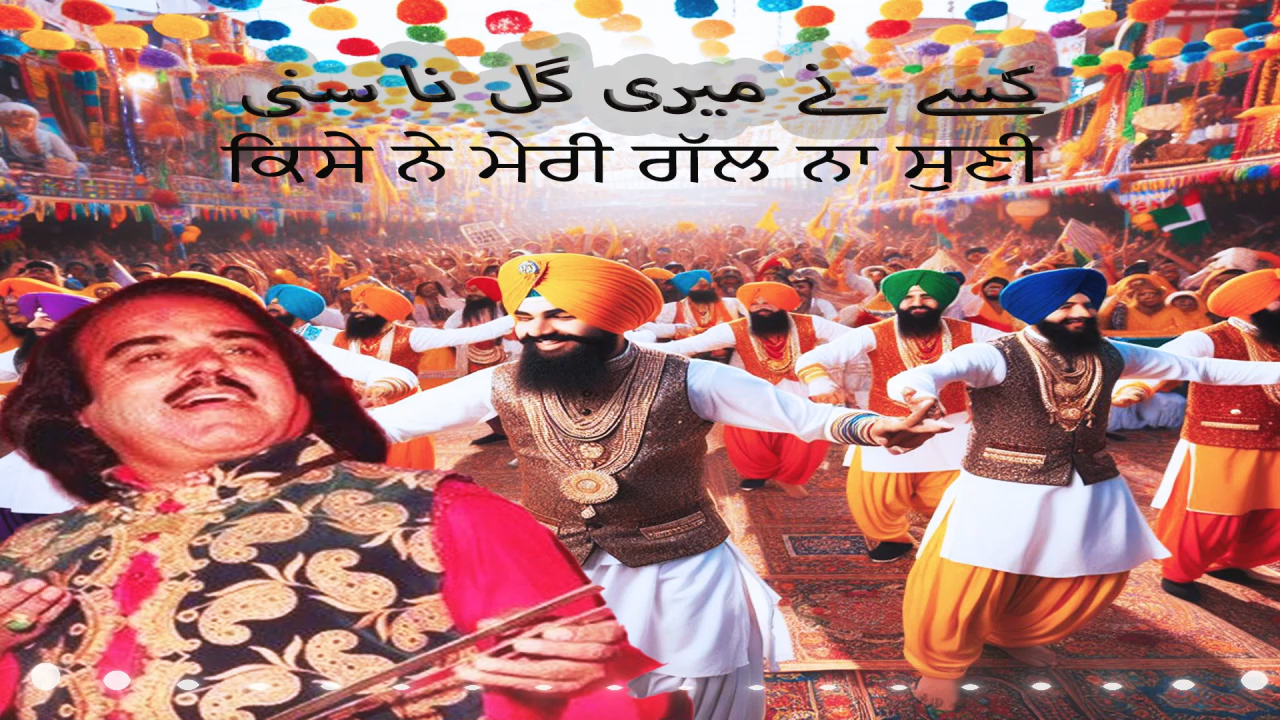 کسے نے میری گل نا سنی
ਕਿਸੇ ਨੇ ਮੇਰੀ ਗੱਲ ਨਾ ਸੁਣੀ